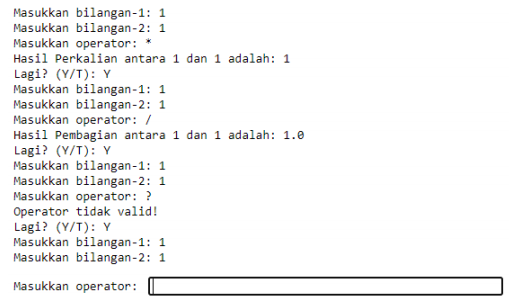 Masukkan bilangan-1: 1
Masukkan bilangan-2: 1
Masukkan operator: *
Hasil Perkalian antara 1 dan 1 adalah: 1
Lagi? (Y/T): Y
Masukkan bilangan-1: 1
Masukkan bilangan-2: 1
Masukkan operator: /
Hasil Pembagian antara 1 dan 1 adalah: 1.0
Lagi? (Y/T): Y
Masukkan bilangan-1: 1
Masukkan bilangan-2: 1
Masukkan operator: ?
Operator tidak valid!
Lagi? (Y/T): Y
Masukkan bilangan-1: 1
Masukkan bilangan-2: 1
Masukkan operator: